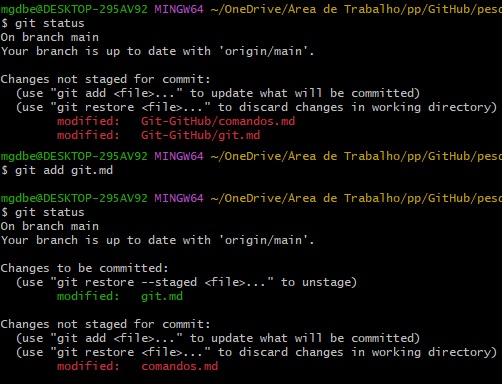 mgdbe@DESKTOP-295AV92 MINGW64 ~/OneDrive/Área de Trabalho/pp/GitHub/pesq
$ git status
On branch main
Your branch is up to date with 'origin/main'.
Changes not staged for commit:
(use "git add <file>..." to update what will be committed)
(use "git restore <file>..." to discard changes in working directory)
modified: Git-GitHub/comandos.md
modified: Git-GitHub/git.md
mgdbe@DESKTOP-295AV92 MINGW64 ~/OneDrive/Área de Trabalho/pp/GitHub/pesq
$ git add git.md
mgdbe@DESKTOP-295AV92 MINGW64 ~/OneDrive/Área de Trabalho/pp/GitHub/pesq
$ git status
On branch main
Your branch is up to date with 'origin/main'.
Changes to be committed:
(use "git restore --staged <file>..." to unstage)
modified: git.md
Changes not staged for commit:
(use "git add <file>..." to update what will be committed)
(use "git restore <file>..." to discard changes in working directory)
modified: comandos.md